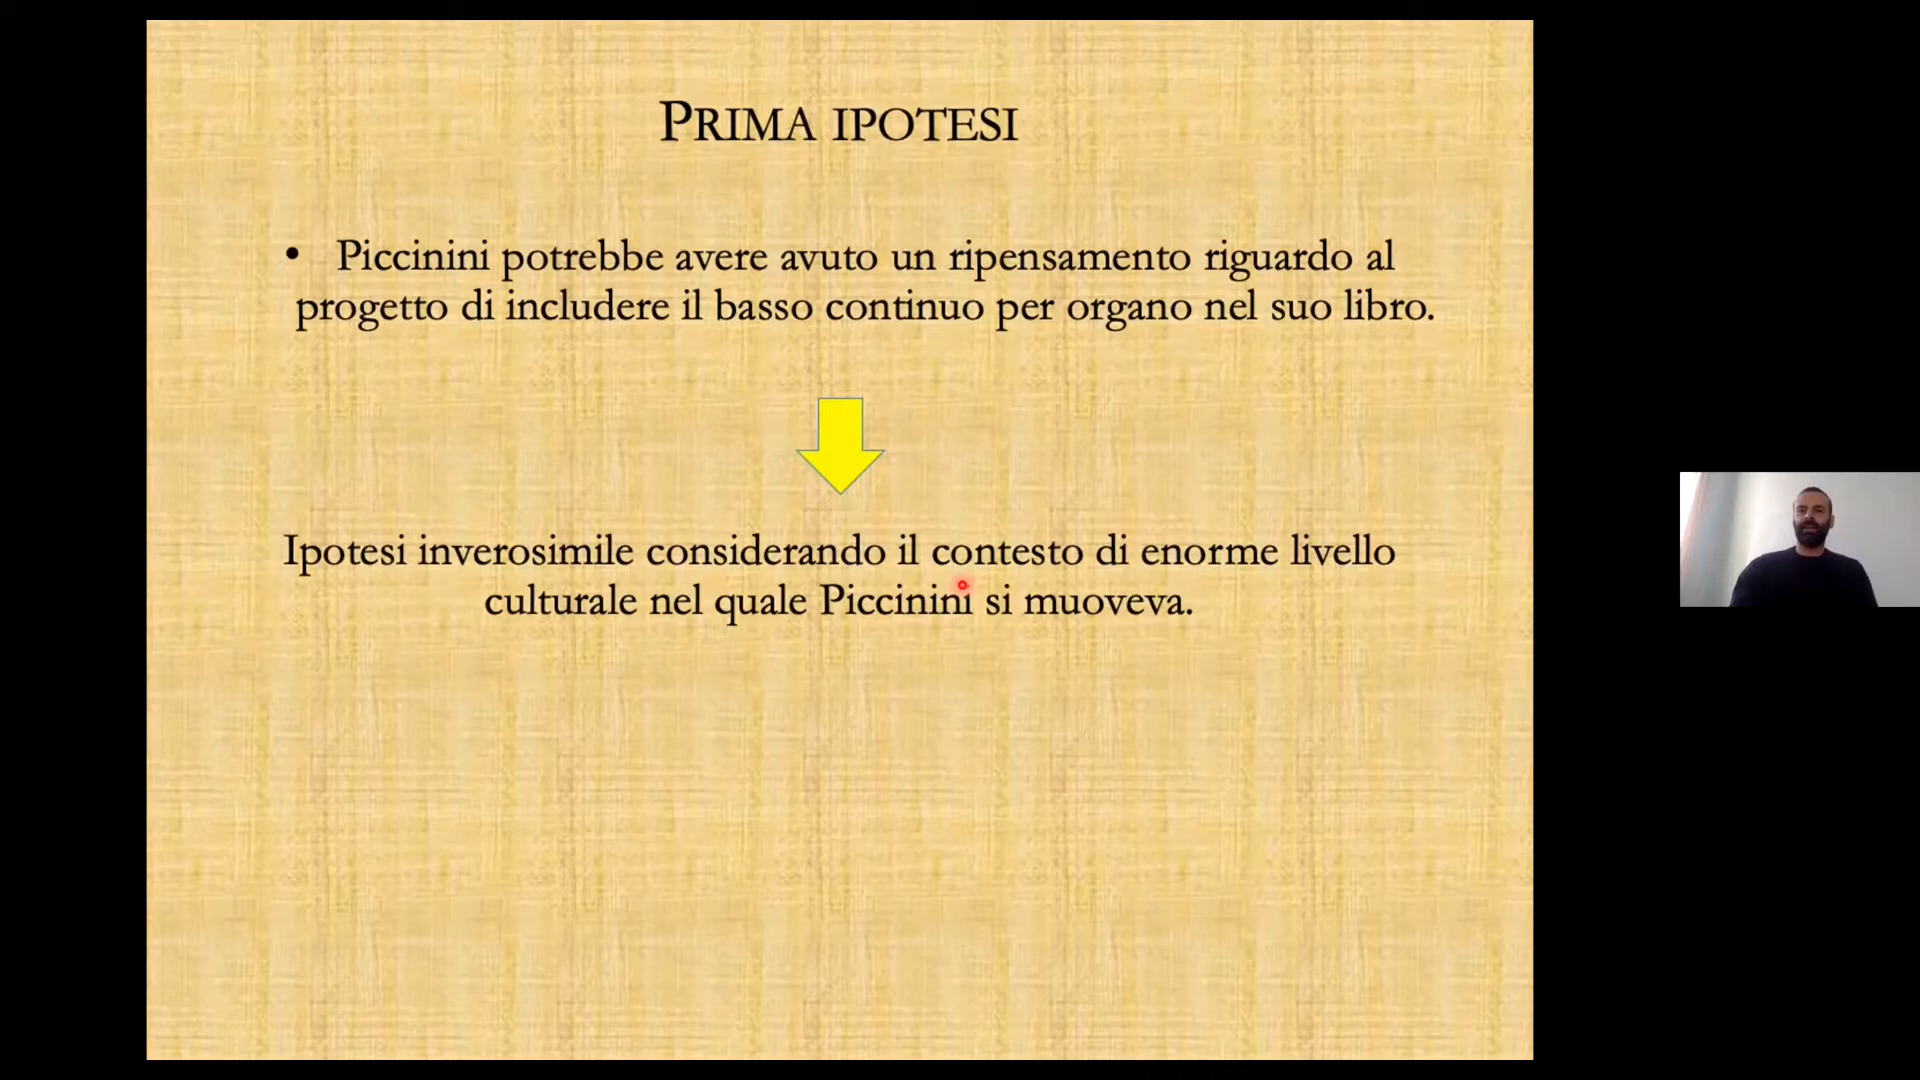 PRIMA IPOTESI
• Piccinini potrebbe avere avuto un ripensamento riguardo al
progetto di includere il basso continuo per organo nel suo libro.
Ipotesi inverosimile considerando il contesto di enorme livello
culturale nel quale Piccinini si muoveva.